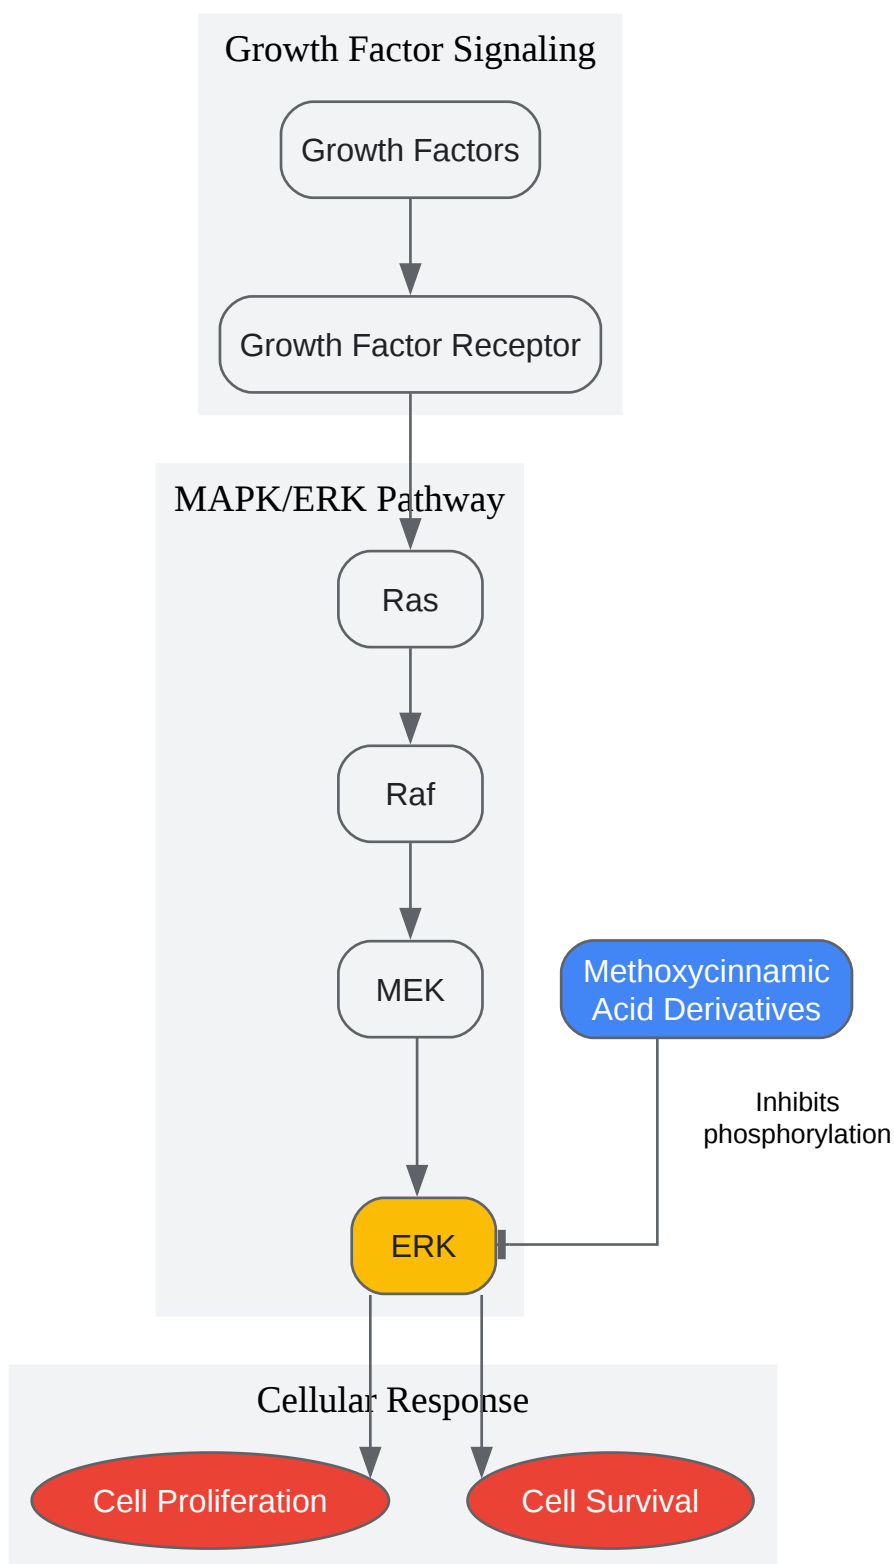 Growth Factor Signaling
Growth Factors
Growth Factor Receptor
MAPK/ERK Pathway
Ras
Raf
MEK
Methoxycinnamic
Acid Derivatives
Inhibits
phosphorylation
ERK
Cellular Response
Cell Proliferation
Cell Survival